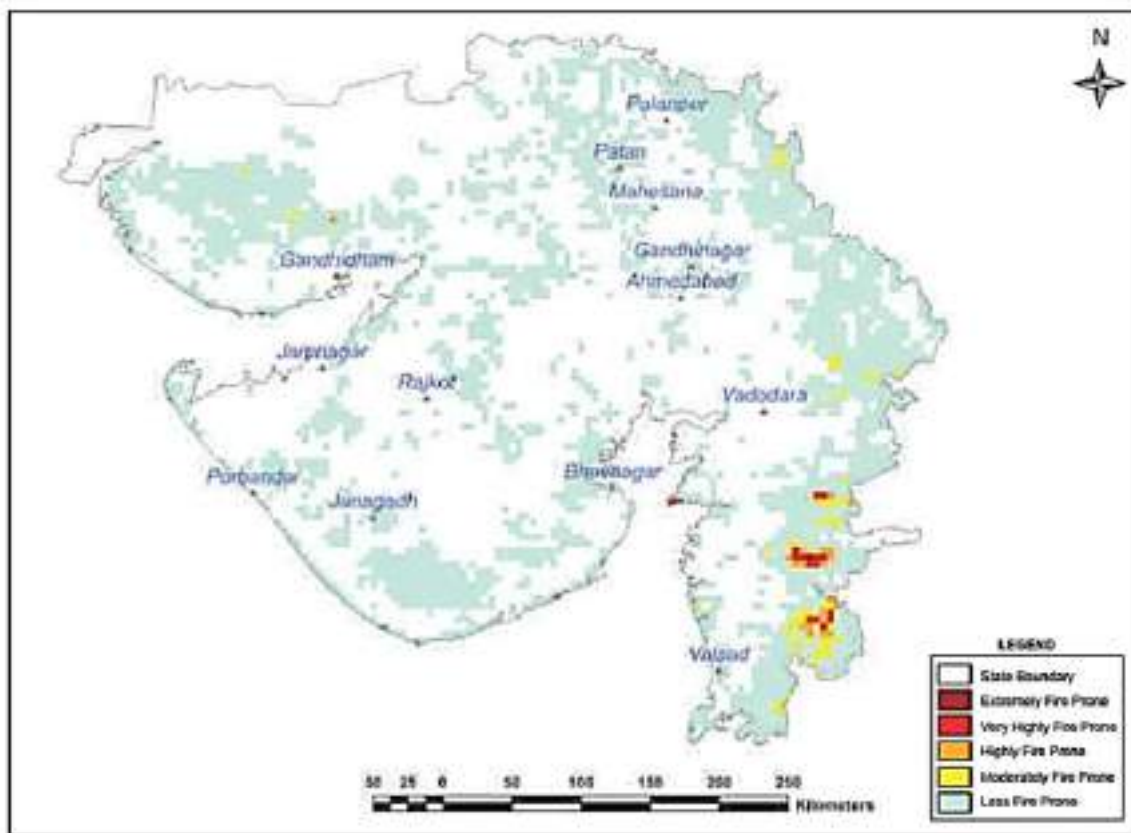 N
Palanpur
Patan
Mahesana
Gandhinagar
Ahmedabad
Gandhidham
Jamnagar
Rajkot
Vadodara
Porbandar
Junagadh
Bhavnagar
Valsad
LEGEND
State Boundary
Extremely Fire Prone
Very Highly Fire Prone
Highly Fire Prone
Moderately Fire Prone
Less Fire Prone
50 25 0 50 100 150 200 250
Kilometers